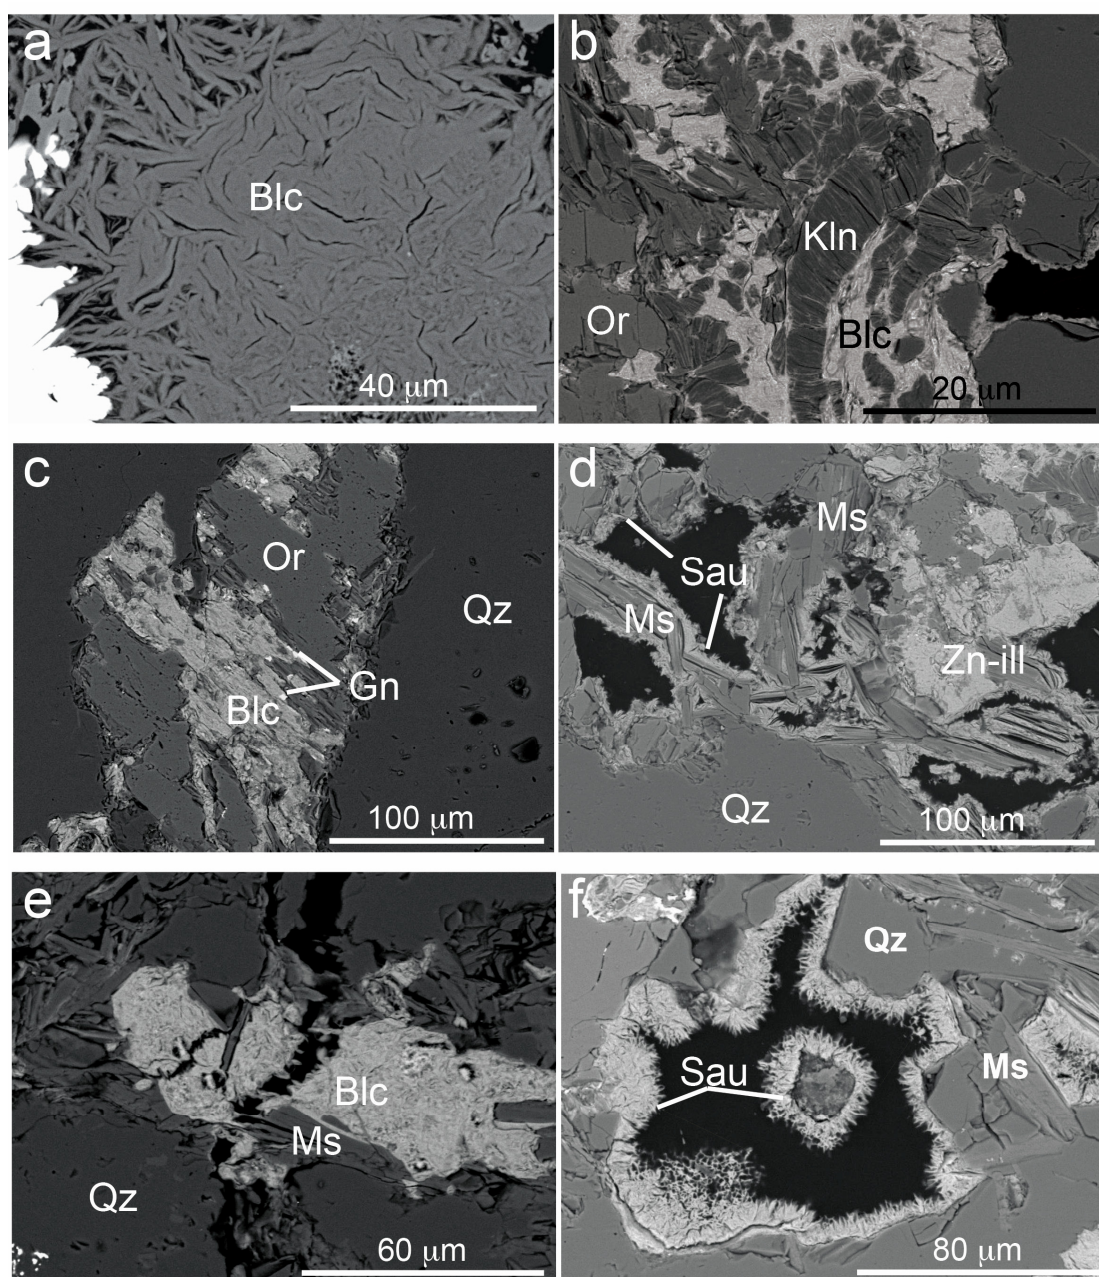 a
Blc
40 μm
b
Kln
Or
Blc
20 μm
c
Or
Qz
Gn
Blc
100 μm
d
Ms
Sau
Ms
Zn-ill
Qz
100 μm
e
Blc
Ms
Qz
60 μm
f
Qz
Sau
Ms
80 μm